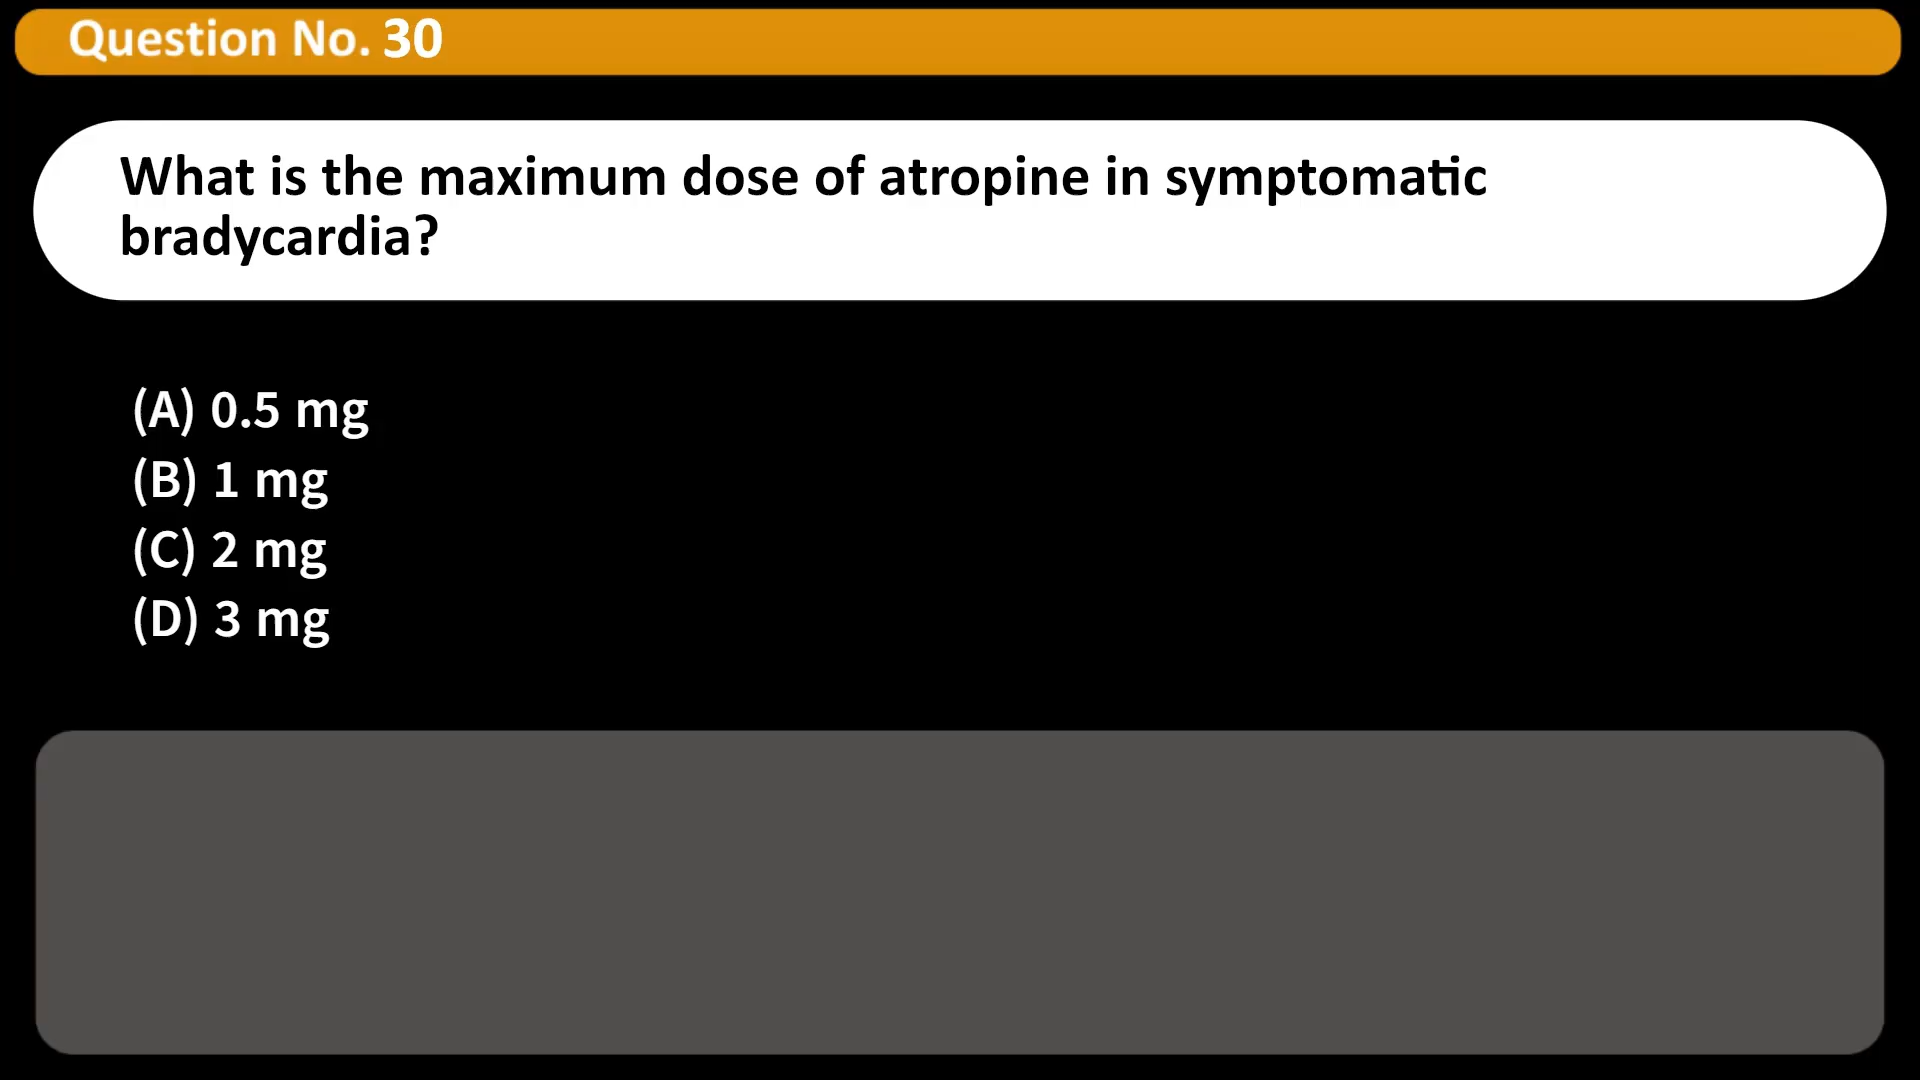 Question No. 30
What is the maximum dose of atropine in symptomatic
bradycardia?
(A) 0.5 mg
(B) 1 mg
(C) 2 mg
(D) 3 mg